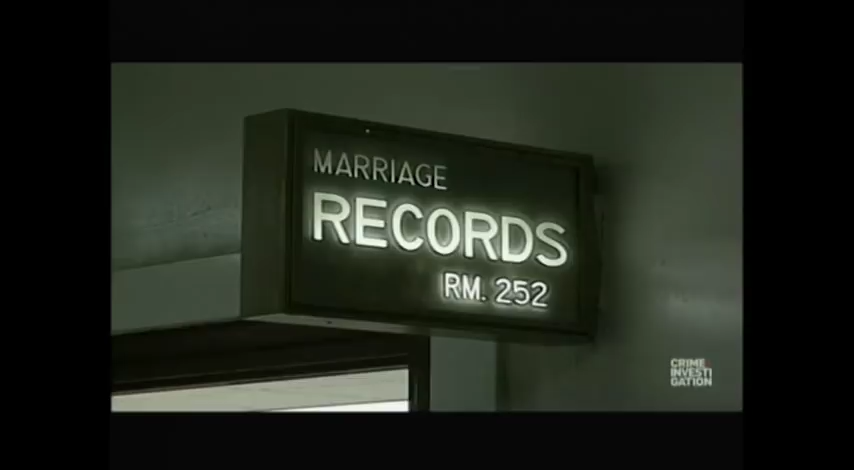 MARRIAGE
RECORDS
RM. 252
CRIME
INVESTI
GATION